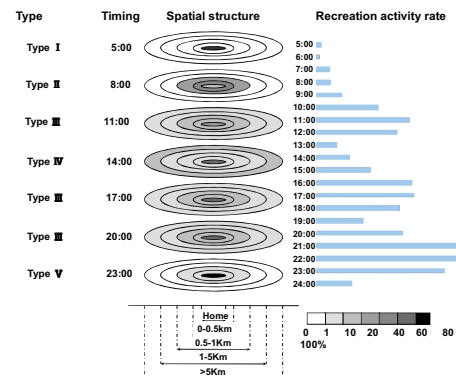 Type Timing Spatial structure Recreation activity rate
Type Ⅰ 5:00
Type Ⅱ 8:00
Type Ⅲ 11:00
Type Ⅳ 14:00
Type Ⅲ 17:00
Type Ⅲ 20:00
Type Ⅴ 23:00
5:00
6:00
7:00
8:00
9:00
10:00
11:00
12:00
13:00
14:00
15:00
16:00
17:00
18:00
19:00
20:00
21:00
22:00
23:00
24:00
Home
0-0.5km
0.5-1Km
1-5Km
>5Km
0 1 10 20 40 60 80
100%